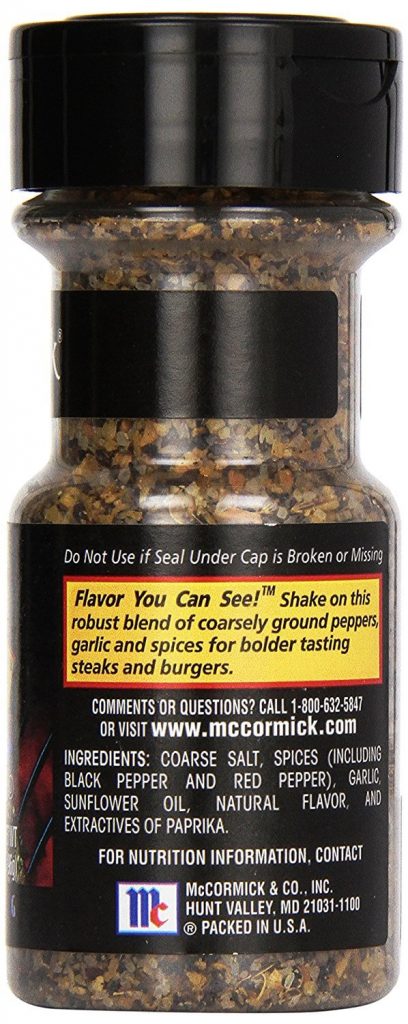 Do Not Use if Seal Under Cap is Broken or Missing
Flavor You Can See!™ Shake on this
robust blend of coarsely ground peppers,
garlic and spices for bolder tasting
steaks and burgers.
COMMENTS OR QUESTIONS? CALL 1-800-632-5847
OR VISIT www.mccormick.com
INGREDIENTS: COARSE SALT, SPICES (INCLUDING
BLACK PEPPER AND RED PEPPER), GARLIC,
SUNFLOWER OIL, NATURAL FLAVOR, AND
EXTRACTIVES OF PAPRIKA.
FOR NUTRITION INFORMATION, CONTACT
Mc
McCORMICK & CO., INC.
HUNT VALLEY, MD 21031-1100
® PACKED IN U.S.A.